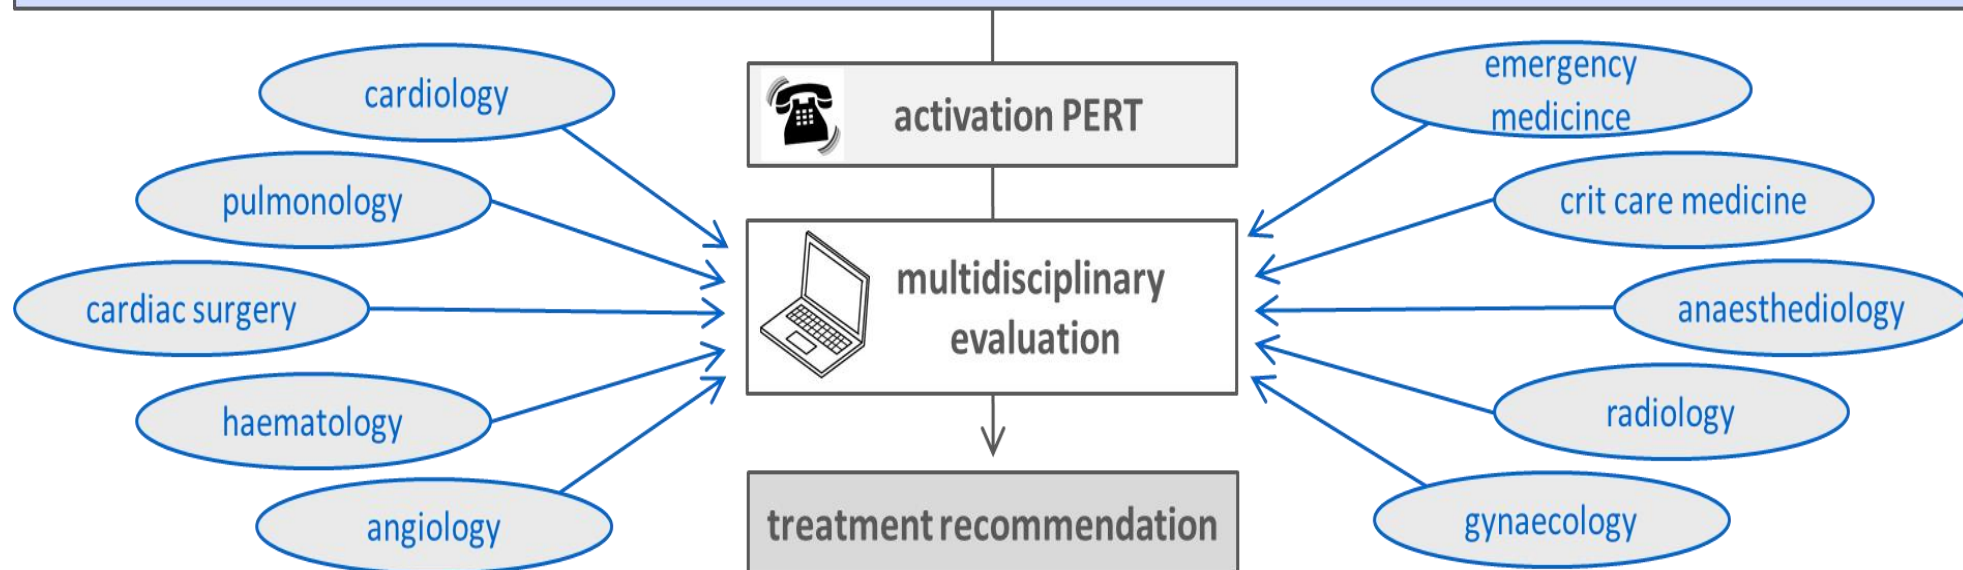 cardiology
pulmonology
cardiac surgery
haematology
angiology
activation PERT
multidisciplinary
evaluation
treatment recommendation
emergency
medicince
crit care medicine
anaesthediology
radiology
gynaecology